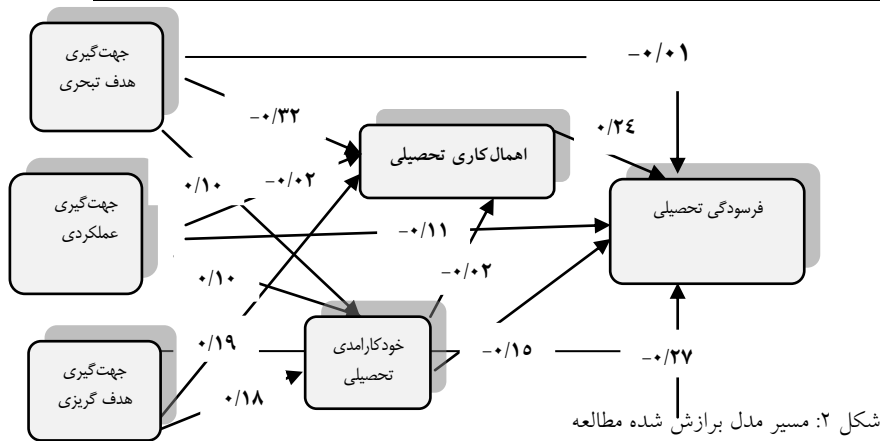 جهت‌گیری
هدف تبحری
-۰/۰۱
-۰/۳۲
۰/۲٤
اهمال‌کاری تحصیلی
۰/۱۰
-۰/۰۲
جهت‌گیری
عملکردی
فرسودگی تحصیلی
-۰/۱۱
۰/۱۰
-۰/۰۲
۰/۱۹
خودکارامدی
تحصیلی
-۰/۱٥
-۰/۲۷
جهت‌گیری
هدف گریزی
۰/۱۸
شکل ۲: مسیر مدل برازش شده مطالعه